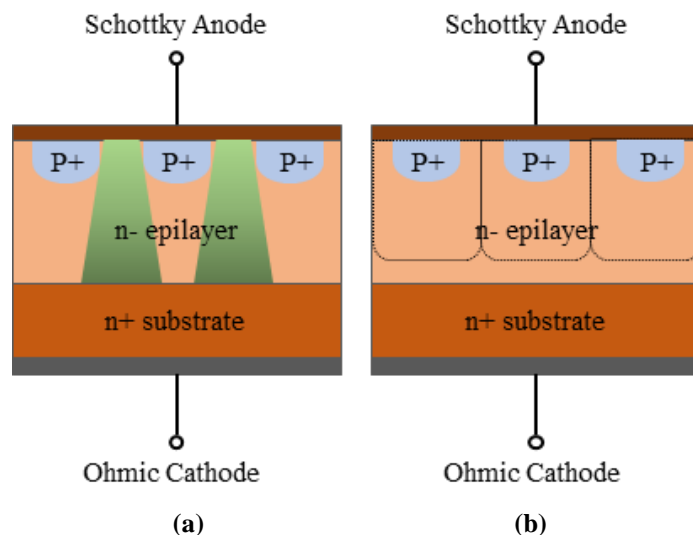 Schottky Anode
Schottky Anode
P+ P+ P+
P+ P+ P+
n- epilayer
n- epilayer
n+ substrate
n+ substrate
Ohmic Cathode
Ohmic Cathode
(a)
(b)